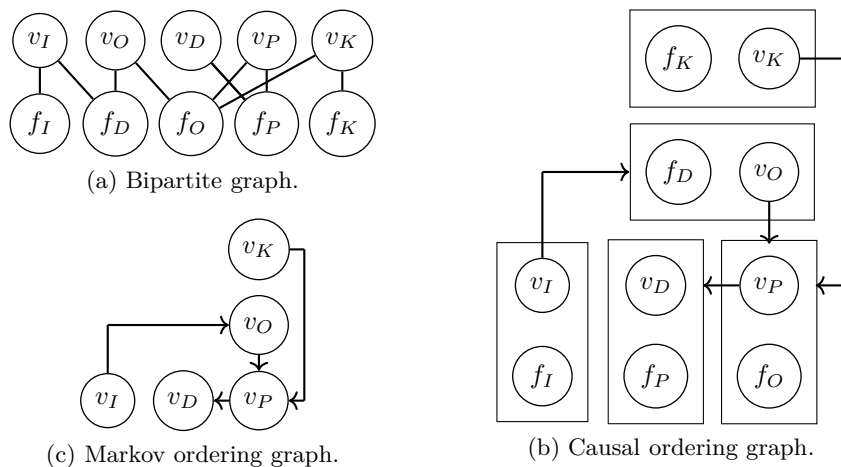 v_I v_O v_D v_P v_K
f_I f_D f_O f_P f_K
(a) Bipartite graph.
v_K
v_O
v_I v_D v_P
(c) Markov ordering graph.
f_K v_K
f_D v_O
v_I v_D v_P
f_I f_P f_O
(b) Causal ordering graph.